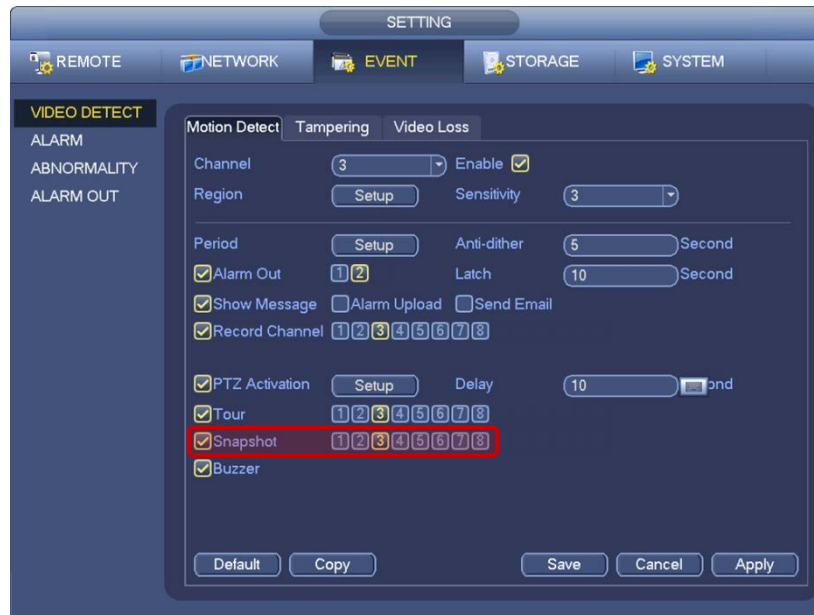 SETTING
REMOTE NETWORK EVENT STORAGE SYSTEM
VIDEO DETECT
ALARM
ABNORMALITY
ALARM OUT
Motion Detect Tampering Video Loss
Channel 3 Enable
Region Setup Sensitivity 3
Period Setup Anti-dither 5 Second
Alarm Out 1 2 Latch 10 Second
Show Message Alarm Upload Send Email
Record Channel 1 2 3 4 5 6 7 8
PTZ Activation Setup Delay 10 ond
Tour 1 2 3 4 5 6 7 8
Snapshot 1 2 3 4 5 6 7 8
Buzzer
Default Copy Save Cancel Apply